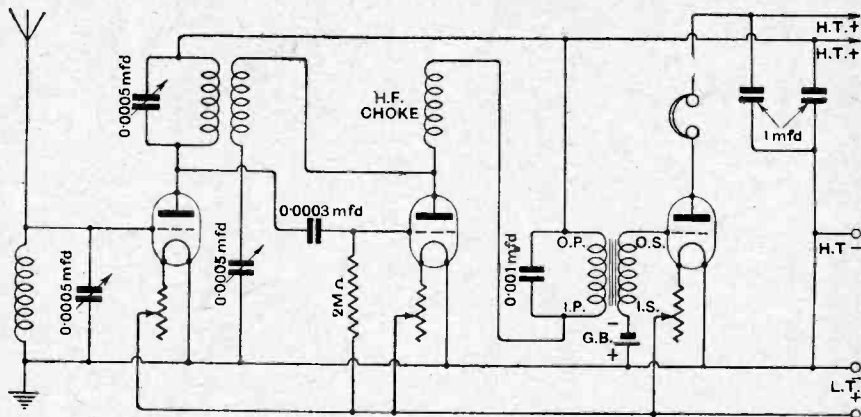 H.T.+
H.T.+
0.0005 mfd
H.F.
CHOKE
1 mfd
0.0003 mfd
0.0005 mfd
0.0005 mfd
2MΩ
0.001 mfd
O.P.
O.S.
I.P.
I.S.
H.T −
G.B.
−
+
L.T.
−
+